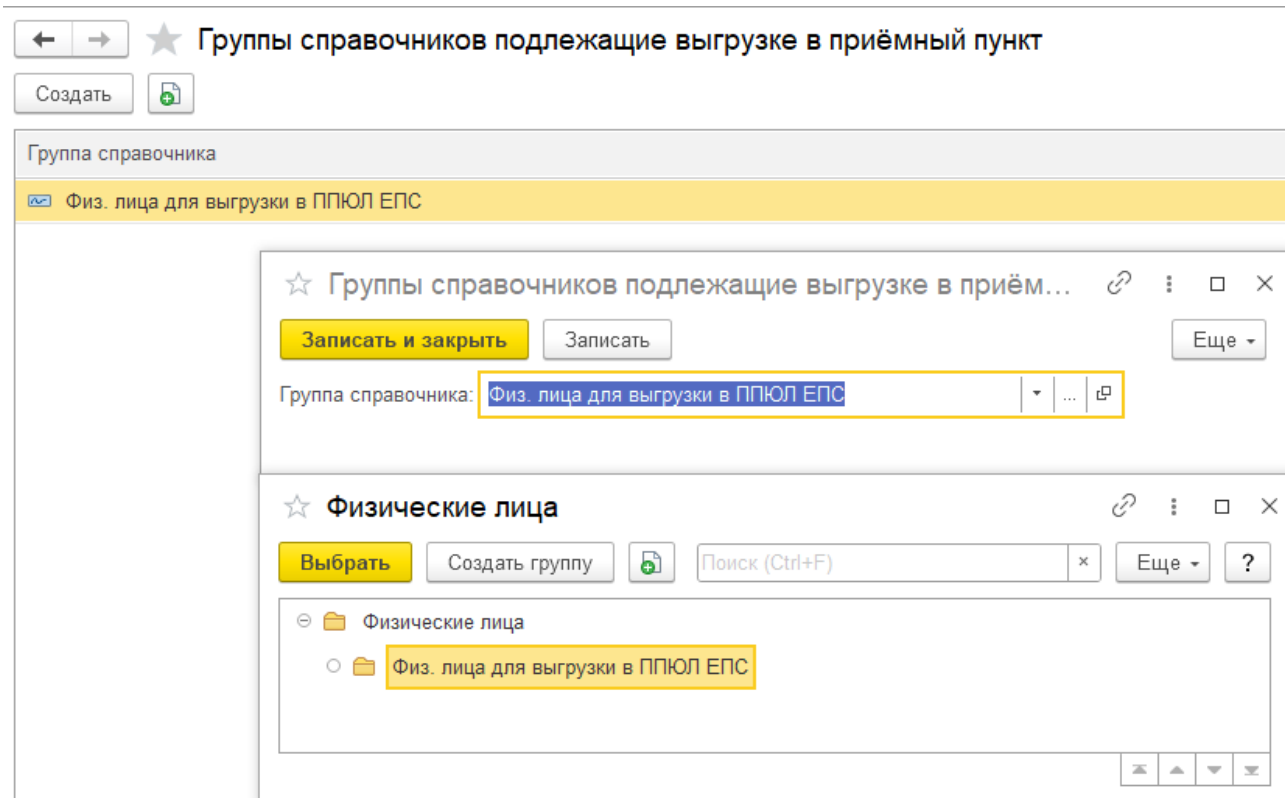 Группы справочников подлежащие выгрузке в приёмный пункт
Создать
Группа справочника
Физ. лица для выгрузки в ППЮЛ ЕПС
Группы справочников подлежащие выгрузке в приём...
Записать и закрыть Записать Еще
Группа справочника: Физ. лица для выгрузки в ППЮЛ ЕПС ...
Физические лица
Выбрать Создать группу Поиск (Ctrl+F) × Еще ?
Физические лица
Физ. лица для выгрузки в ППЮЛ ЕПС